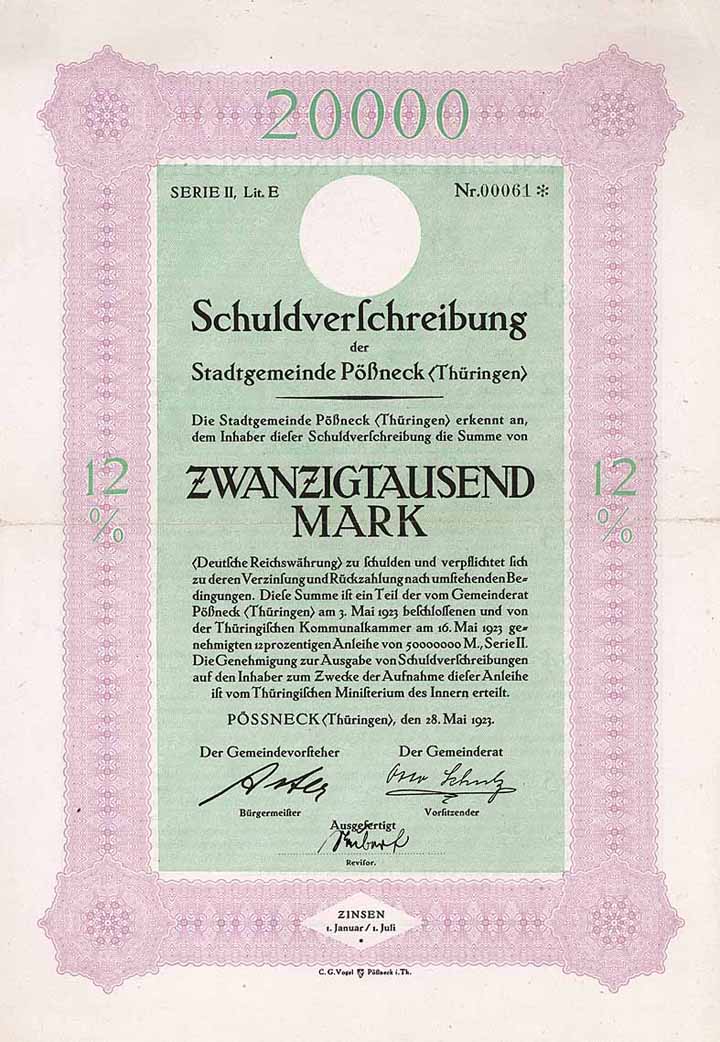 20000
SERIE II, Lit. E Nr. 00061 *
Schuldverſchreibung
der
Stadtgemeinde Pößneck (Thüringen)
Die Stadtgemeinde Pößneck (Thüringen) erkennt an,
dem Inhaber dieſer Schuldverſchreibung die Summe von
ZWANZIGTAUSEND
MARK
12 12
% %
(Deutſche Reichswährung) zu ſchulden und verpflichtet ſich
zu deren Verzinſung und Rückzahlung nach umſtehenden Be-
dingungen. Dieſe Summe iſt ein Teil der vom Gemeinderat
Pößneck (Thüringen) am 3. Mai 1923 beſchloſſenen und von
der Thüringiſchen Kommunalkammer am 16. Mai 1923 ge-
nehmigten 12prozentigen Anleihe von 50000000 M., Serie II.
Die Genehmigung zur Ausgabe von Schuldverſchreibungen
auf den Inhaber zum Zwecke der Aufnahme dieſer Anleihe
iſt vom Thüringiſchen Miniſterium des Innern erteilt.
PÖSSNECK (Thüringen), den 28. Mai 1923.
Der Gemeindevorſteher Der Gemeinderat
Otto Schulz
Bürgermeiſter Vorſitzender
Ausgefertigt
Reviſor.
ZINSEN
1. Januar / 1. Juli
C. G. Vogel Pößneck i. Th.